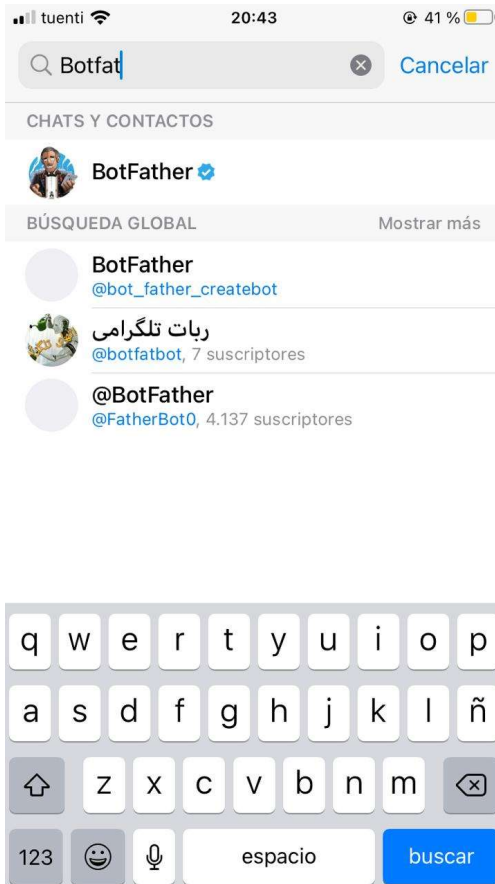 tuenti 20:43 41 %
Botfat Cancelar
CHATS Y CONTACTOS
BotFather
BÚSQUEDA GLOBAL Mostrar más
BotFather
@bot_father_createbot
ربات تلگرامی
@botfatbot, 7 suscriptores
@BotFather
@FatherBot0, 4.137 suscriptores
q w e r t y u i o p
a s d f g h j k l ñ
z x c v b n m
123 espacio buscar